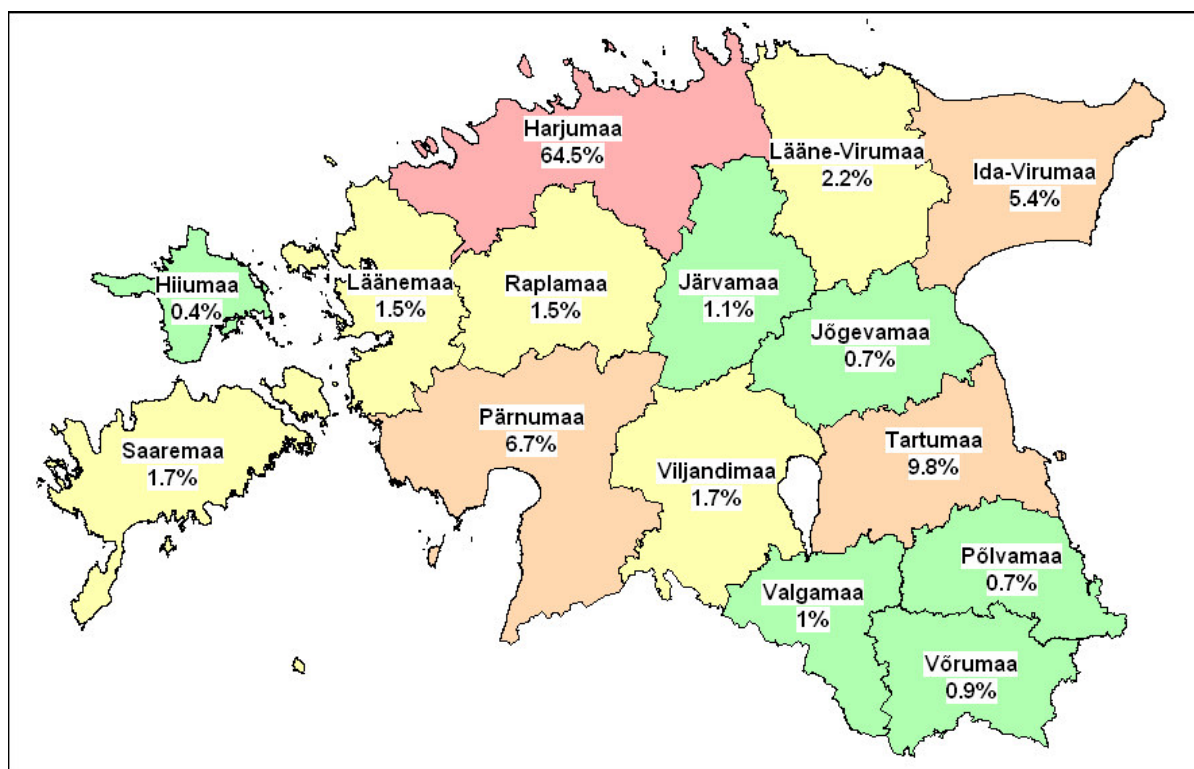 Harjumaa
64.5%
Lääne-Virumaa
2.2%
Ida-Virumaa
5.4%
Hiiumaa
0.4%
Läänemaa
1.5%
Raplamaa
1.5%
Järvamaa
1.1%
Jõgevamaa
0.7%
Saaremaa
1.7%
Pärnumaa
6.7%
Viljandimaa
1.7%
Tartumaa
9.8%
Valgamaa
1%
Põlvamaa
0.7%
Võrumaa
0.9%